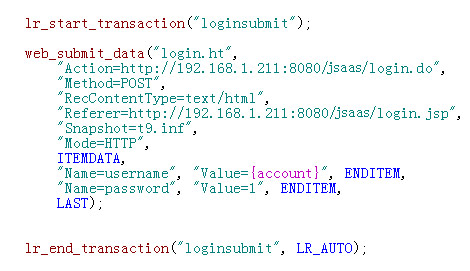 lr_start_transaction("loginsubmit");
web_submit_data("login.ht",
"Action=http://192.168.1.211:8080/jsaas/login.do",
"Method=POST",
"RecContentType=text/html",
"Referer=http://192.168.1.211:8080/jsaas/login.jsp",
"Snapshot=t9.inf",
"Mode=HTTP",
ITEMDATA,
"Name=username", "Value={account}", ENDITEM,
"Name=password", "Value=1", ENDITEM,
LAST);
lr_end_transaction("loginsubmit", LR_AUTO);